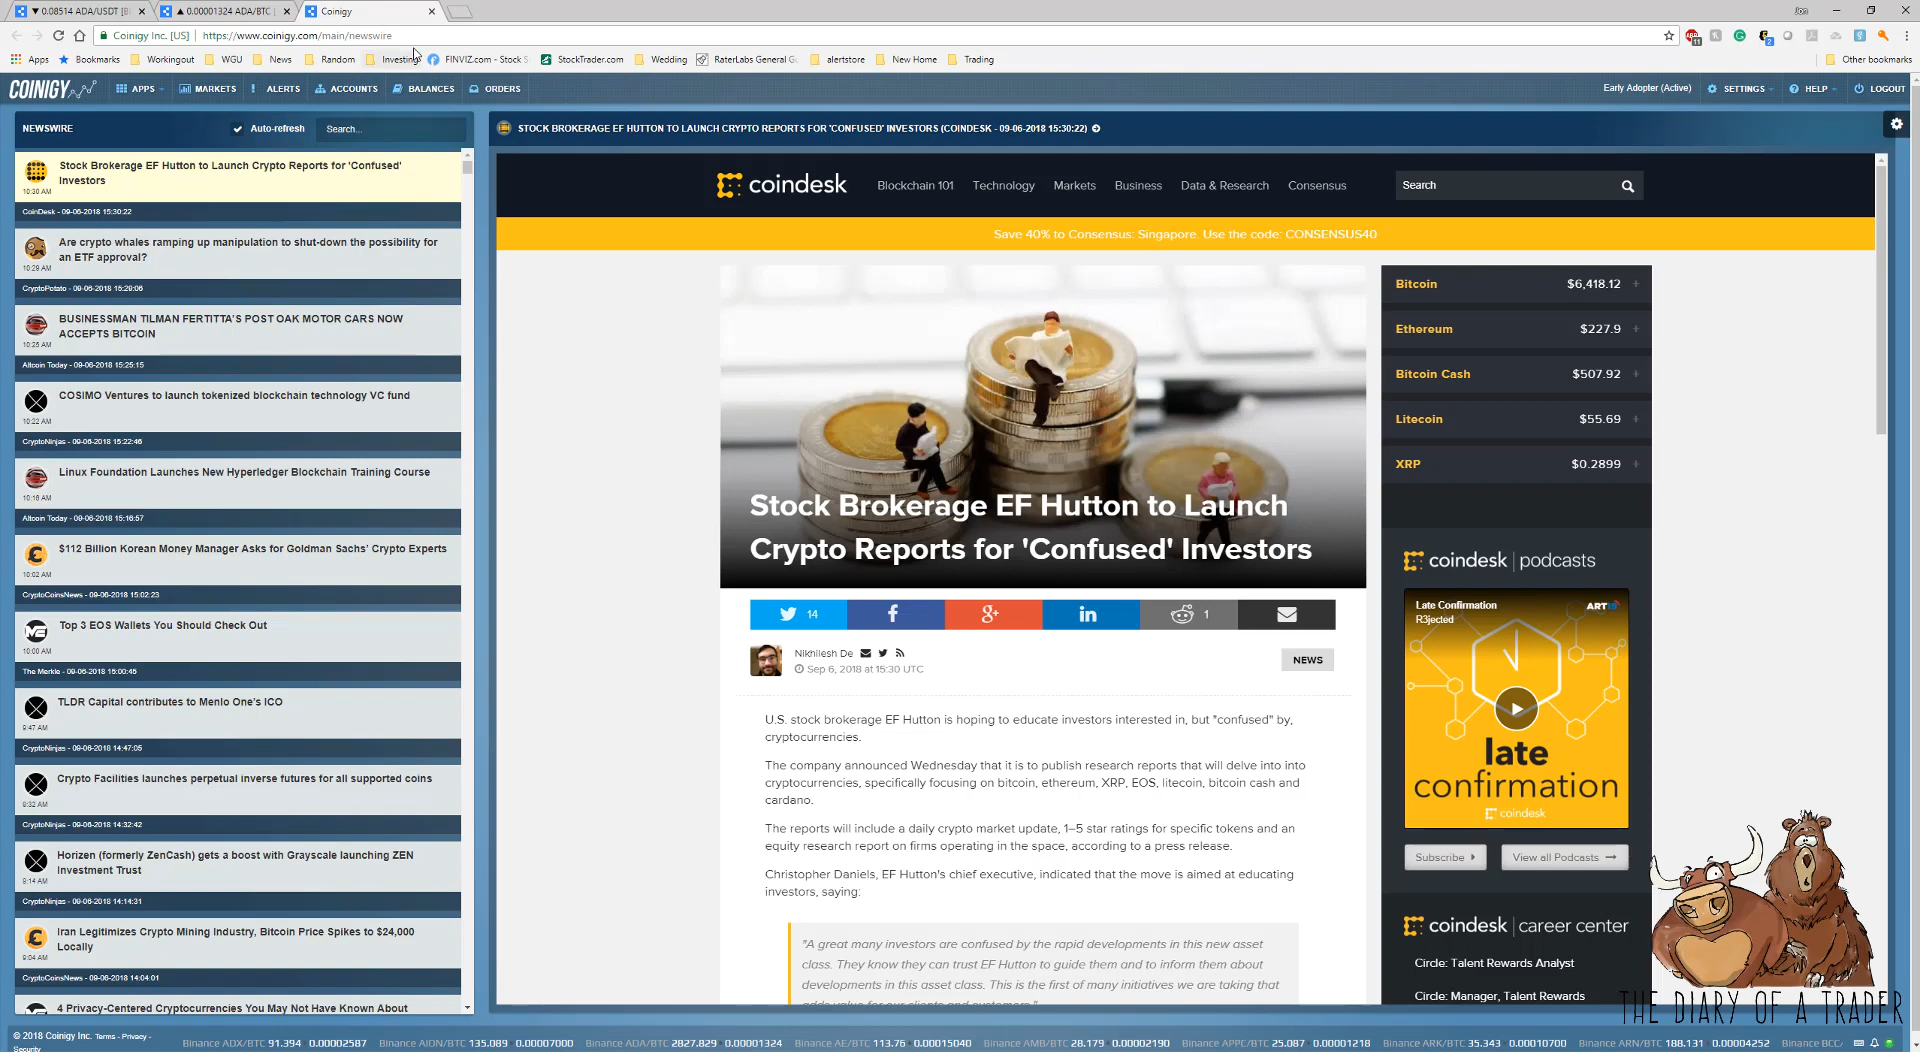 ▼ 0.08514 ADA/USDT [B
▲ 0.00001324 ADA/BTC [
Coinigy
Jon
Coinigy Inc. [US]
https://www.coinigy.com/main/newswire
Apps
Bookmarks
Workingout
WGU
News
Random
Investing
FINVIZ.com - Stock S
StockTrader.com
Wedding
RaterLabs General G
alertstore
New Home
Trading
Other bookmarks
COINIGY
APPS
MARKETS
ALERTS
ACCOUNTS
BALANCES
ORDERS
Early Adopter (Active)
SETTINGS
HELP
LOGOUT
NEWSWIRE
Auto-refresh
Search...
Stock Brokerage EF Hutton to Launch Crypto Reports for 'Confused'
Investors
10:30 AM
CoinDesk - 09-06-2018 15:30:22
Are crypto whales ramping up manipulation to shut-down the possibility for
an ETF approval?
10:29 AM
CryptoPotato - 09-06-2018 15:29:06
BUSINESSMAN TILMAN FERTITTA'S POST OAK MOTOR CARS NOW
ACCEPTS BITCOIN
10:25 AM
Altcoin Today - 09-06-2018 15:25:15
COSIMO Ventures to launch tokenized blockchain technology VC fund
10:22 AM
CryptoNinjas - 09-06-2018 15:22:46
Linux Foundation Launches New Hyperledger Blockchain Training Course
10:16 AM
Altcoin Today - 09-06-2018 15:16:57
$112 Billion Korean Money Manager Asks for Goldman Sachs' Crypto Experts
10:02 AM
CryptoCoinsNews - 09-06-2018 15:02:23
Top 3 EOS Wallets You Should Check Out
10:00 AM
The Merkle - 09-06-2018 15:00:45
TLDR Capital contributes to Menlo One's ICO
9:47 AM
CryptoNinjas - 09-06-2018 14:47:05
Crypto Facilities launches perpetual inverse futures for all supported coins
9:32 AM
CryptoNinjas - 09-06-2018 14:32:42
Horizen (formerly ZenCash) gets a boost with Grayscale launching ZEN
Investment Trust
9:14 AM
CryptoNinjas - 09-06-2018 14:14:31
Iran Legitimizes Crypto Mining Industry, Bitcoin Price Spikes to $24,000
Locally
9:04 AM
CryptoCoinsNews - 09-06-2018 14:04:01
4 Privacy-Centered Cryptocurrencies You May Not Have Known About
STOCK BROKERAGE EF HUTTON TO LAUNCH CRYPTO REPORTS FOR 'CONFUSED' INVESTORS (COINDESK - 09-06-2018 15:30:22)
coindesk
Blockchain 101
Technology
Markets
Business
Data & Research
Consensus
Search
Save 40% to Consensus: Singapore. Use the code: CONSENSUS40
Stock Brokerage EF Hutton to Launch
Crypto Reports for 'Confused' Investors
14
1
Nikhilesh De
Sep 6, 2018 at 15:30 UTC
NEWS
U.S. stock brokerage EF Hutton is hoping to educate investors interested in, but "confused" by,
cryptocurrencies.
The company announced Wednesday that it is to publish research reports that will delve into into
cryptocurrencies, specifically focusing on bitcoin, ethereum, XRP, EOS, litecoin, bitcoin cash and
cardano.
The reports will include a daily crypto market update, 1–5 star ratings for specific tokens and an
equity research report on firms operating in the space, according to a press release.
Christopher Daniels, EF Hutton's chief executive, indicated that the move is aimed at educating
investors, saying:
"A great many investors are confused by the rapid developments in this new asset
class. They know they can trust EF Hutton to guide them and to inform them about
developments in this asset class. This is the first of many initiatives we are taking that
adds value for our clients and customers."
Bitcoin $6,418.12 +
Ethereum $227.9 +
Bitcoin Cash $507.92 +
Litecoin $55.69 +
XRP $0.2899 +
coindesk | podcasts
Late Confirmation
R3jected
ART19
late
confirmation
coindesk
Subscribe
View all Podcasts
coindesk | career center
Circle: Talent Rewards Analyst
Circle: Manager, Talent Rewards
THE DIARY OF A TRADER
© 2018 Coinigy Inc. Terms - Privacy -
Security
Binance ADX/BTC 91.394 0.00002587
Binance AION/BTC 135.089 0.00007000
Binance ADA/BTC 2827.829 0.00001324
Binance AE/BTC 113.76 0.00015040
Binance AMB/BTC 28.179 0.00002190
Binance APPC/BTC 25.087 0.00001218
Binance ARK/BTC 35.343 0.00010700
Binance ARN/BTC 188.131 0.00004252
Binance BCC/